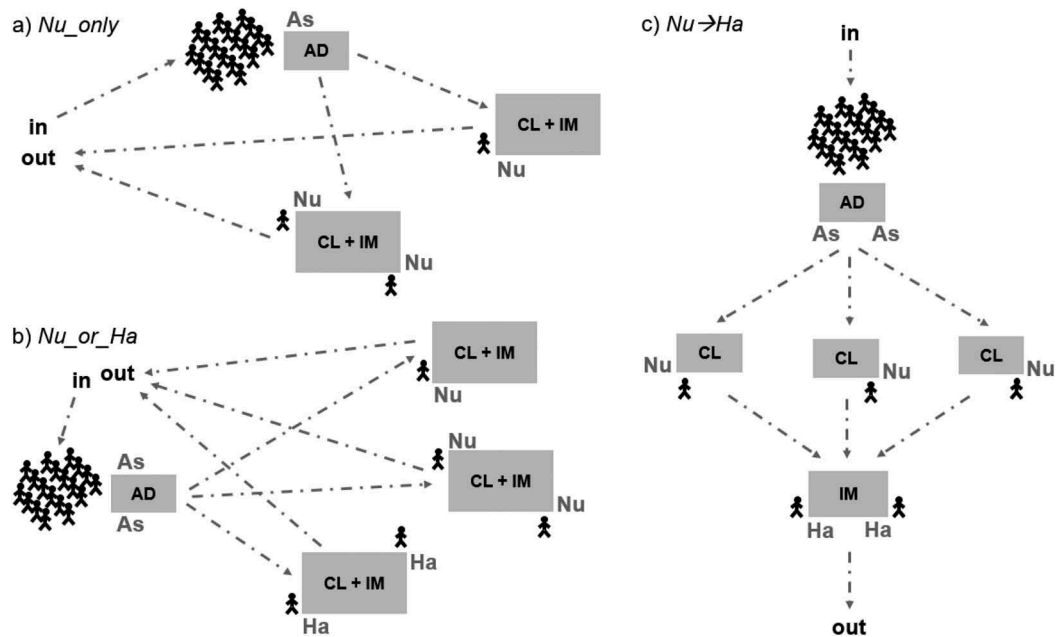 a) Nu_only
As
AD
in
out
CL + IM
Nu
Nu
CL + IM
Nu
b) Nu_or_Ha
in out
As
AD
As
CL + IM
Nu
Nu
CL + IM
Nu
Ha
CL + IM
Ha
c) Nu→Ha
in
AD
As As
Nu CL
CL Nu
CL Nu
IM
Ha Ha
out